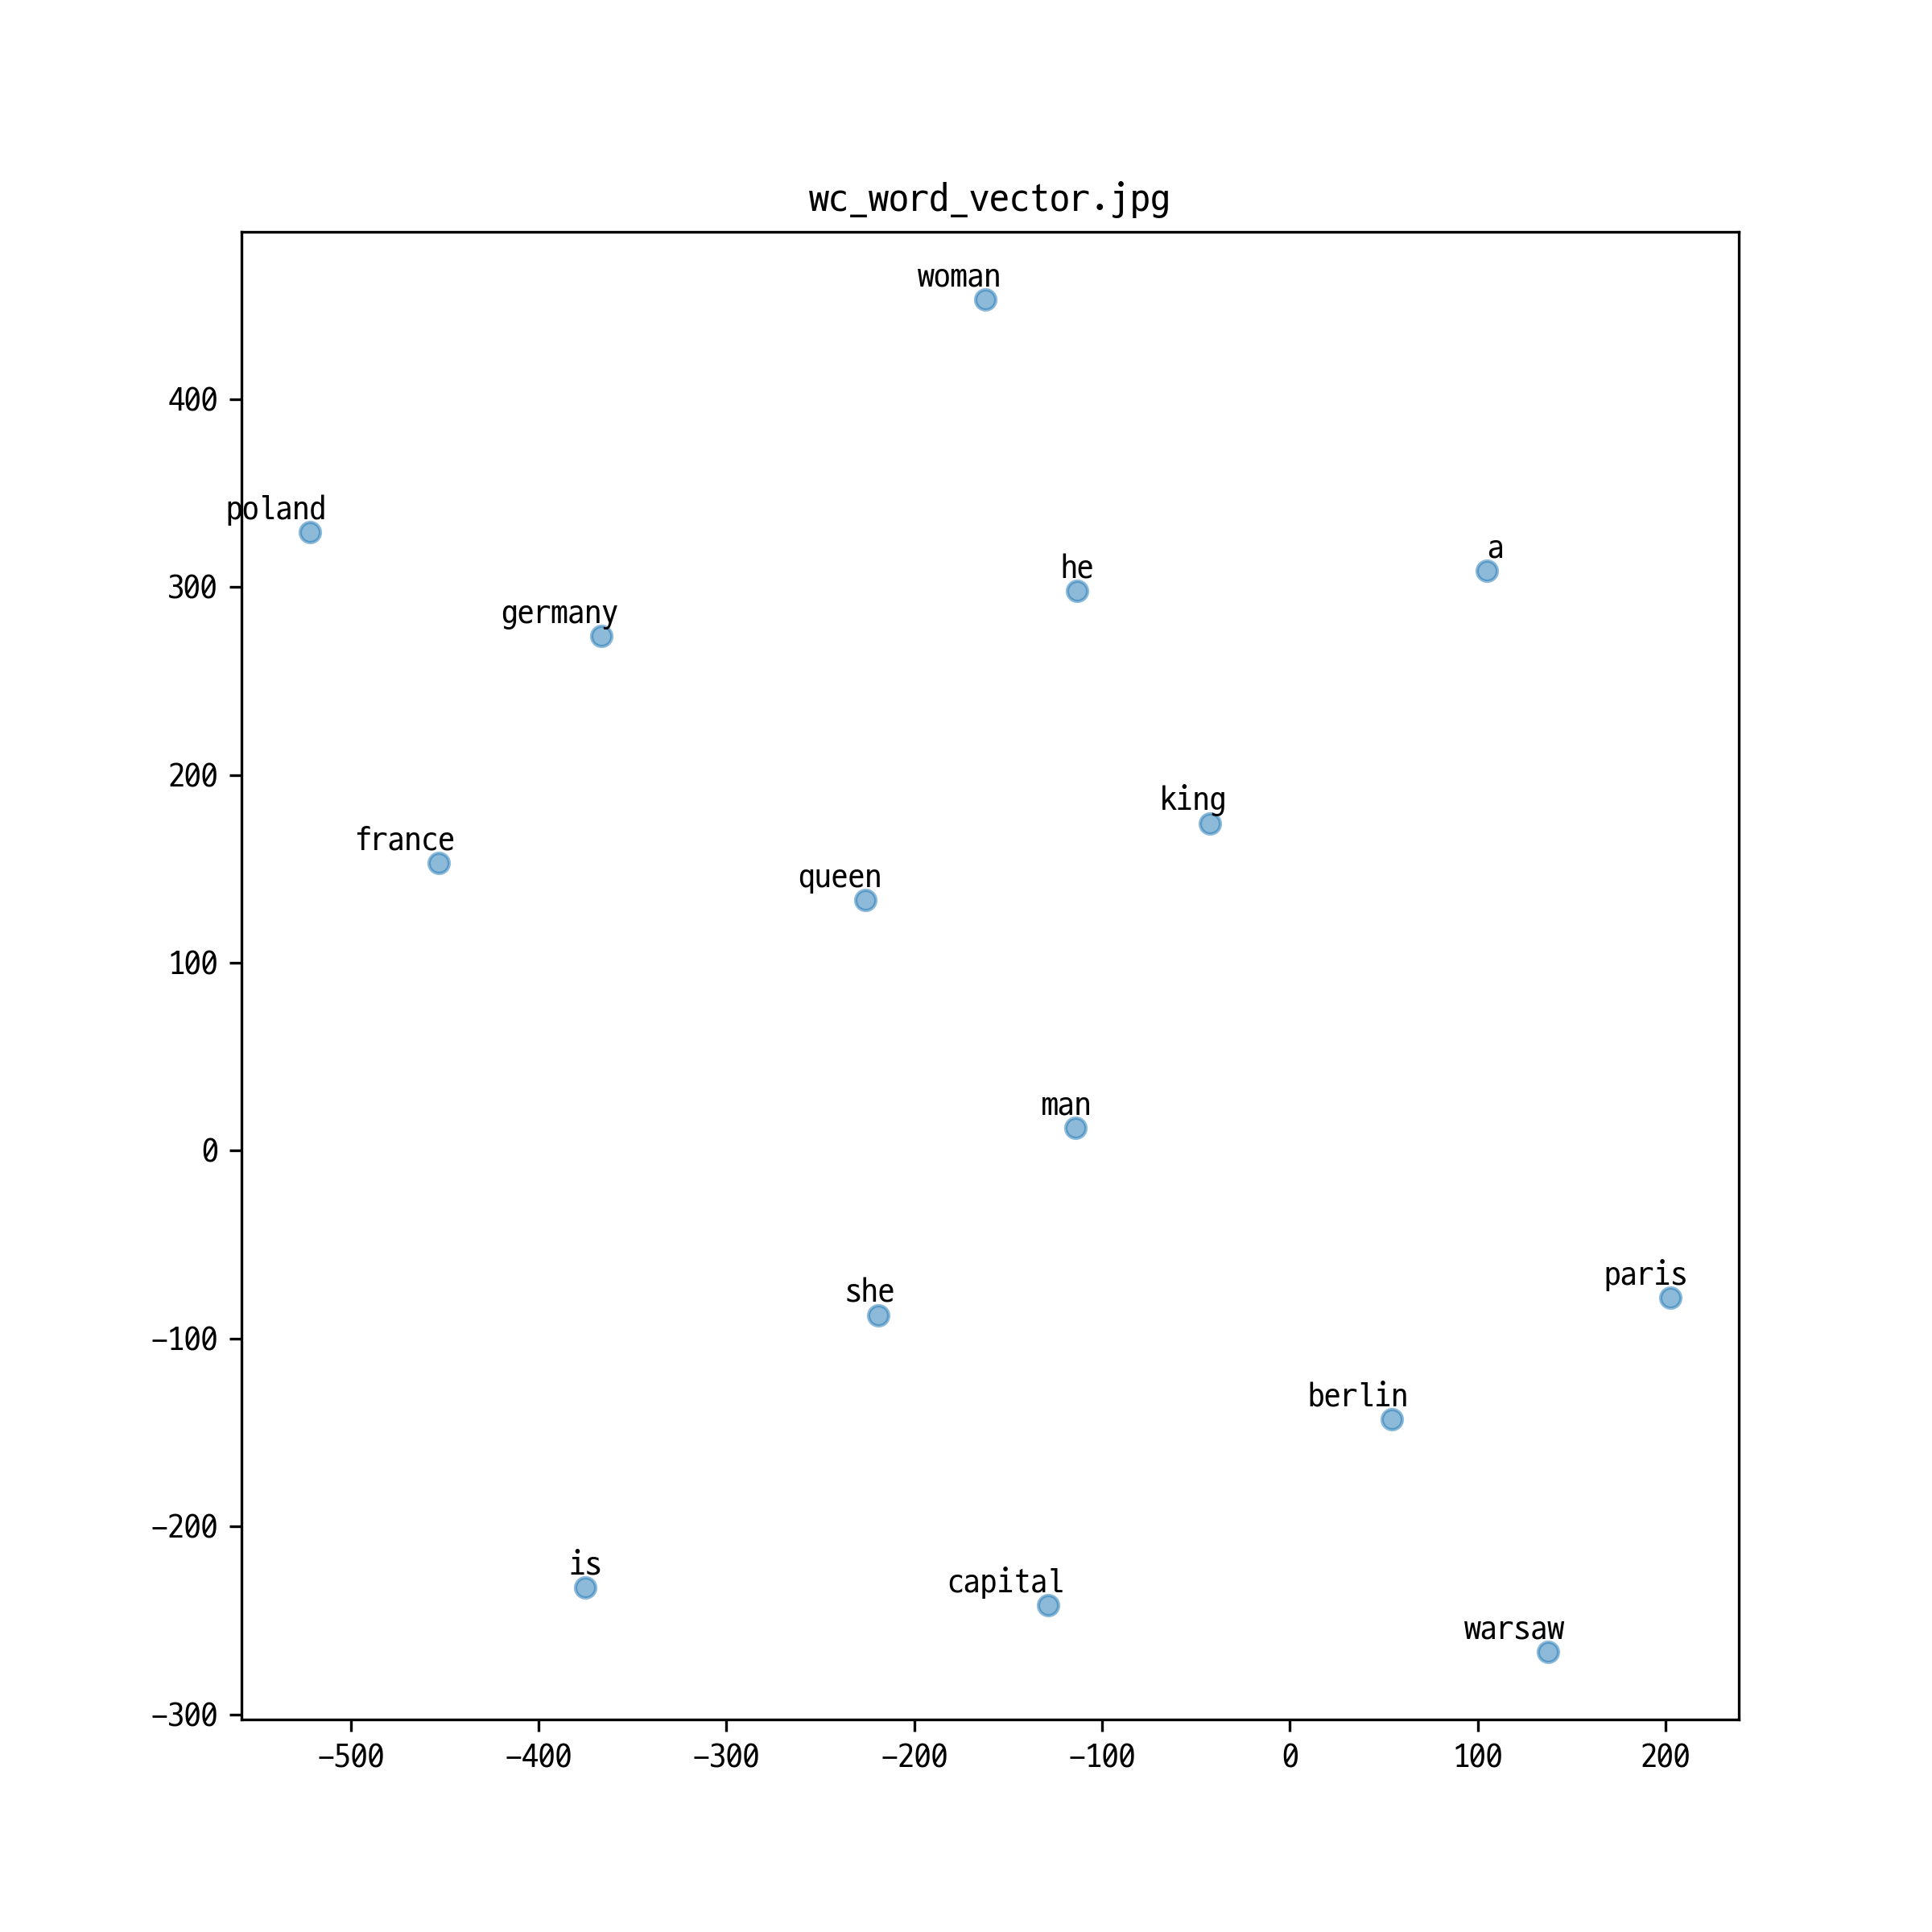 wc_word_vector.jpg
woman
400
poland
a
he
300
germany
200
king
france
queen
100
man
0
paris
she
−100
berlin
−200
is
capital
warsaw
−300
−500 −400 −300 −200 −100 0 100 200